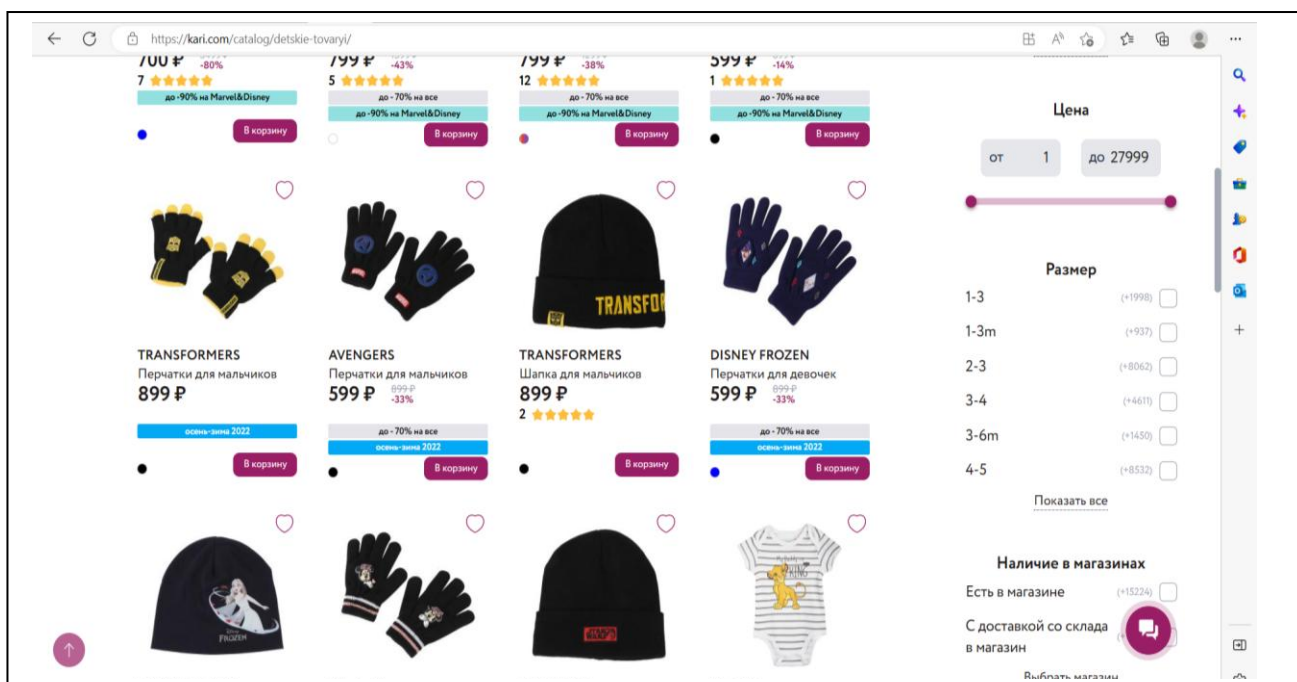 https://kari.com/catalog/detskie-tovaryi/
700 ₽ -80%
799 ₽ -43%
799 ₽ -38%
599 ₽ -14%
7
5
12
1
до -90% на Marvel&Disney
до - 70% на все
до - 70% на все
до - 70% на все
до -90% на Marvel&Disney
до -90% на Marvel&Disney
до -90% на Marvel&Disney
В корзину
В корзину
В корзину
В корзину
TRANSFORMERS
Перчатки для мальчиков
899 ₽
осень-зима 2022
В корзину
AVENGERS
Перчатки для мальчиков
599 ₽ 899 ₽
-33%
до - 70% на все
осень-зима 2022
В корзину
TRANSFOR
TRANSFORMERS
Шапка для мальчиков
899 ₽
2
В корзину
DISNEY FROZEN
Перчатки для девочек
599 ₽ 899 ₽
-33%
до - 70% на все
осень-зима 2022
В корзину
FROZEN
KING
Цена
от 1 до 27999
Размер
1-3 (+1998)
1-3m (+937)
2-3 (+8062)
3-4 (+4611)
3-6m (+1450)
4-5 (+8532)
Показать все
Наличие в магазинах
Есть в магазине (+15224)
С доставкой со склада
в магазин
Выбрать магазин